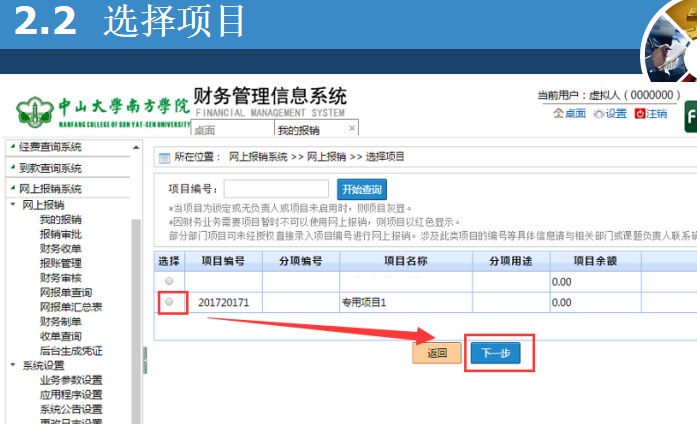 2.2 选择项目
中山大學南方學院
NANFANG COLLEGE OF SUN YAT-SEN UNIVERSITY
财务管理信息系统
FINANCIAL MANAGEMENT SYSTEM
当前用户：虚拟人（0000000）
桌面 设置 注销
桌面 我的报销 ×
F
经费查询系统
到款查询系统
网上报销系统
网上报销
我的报销
报销审批
财务收单
报账管理
财务审核
网报单查询
网报单汇总表
财务制单
收单查询
后台生成凭证
系统设置
业务参数设置
应用程序设置
系统公告设置
更改日志设置
所在位置： 网上报销系统 >> 网上报销 >> 选择项目
项目编号： 开始查询
*当项目为锁定或无负责人或项目未启用时，则项目灰显。
*因财务业务需要项目暂时不可以使用网上报销，则项目以红色显示。
部分部门项目可未经授权直接录入项目编号进行网上报销。涉及此类项目的编号等具体信息请与相关部门或课题负责人联系确
选择 项目编号 分项编号 项目名称 分项用途 项目余额
0.00
201720171 专用项目1 0.00
返回 下一步